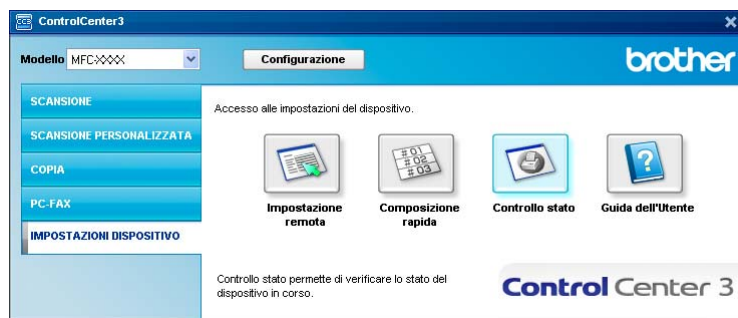 ControlCenter3
Modello MFC-XXXX Configurazione brother
SCANSIONE
SCANSIONE PERSONALIZZATA
COPIA
PC-FAX
IMPOSTAZIONI DISPOSITIVO
Accesso alle impostazioni del dispositivo.
#01
#02
#03
Impostazione
remota
Composizione
rapida
Controllo stato
Guida dell'Utente
Controllo stato permette di verificare lo stato del
dispositivo in corso.
Control Center 3